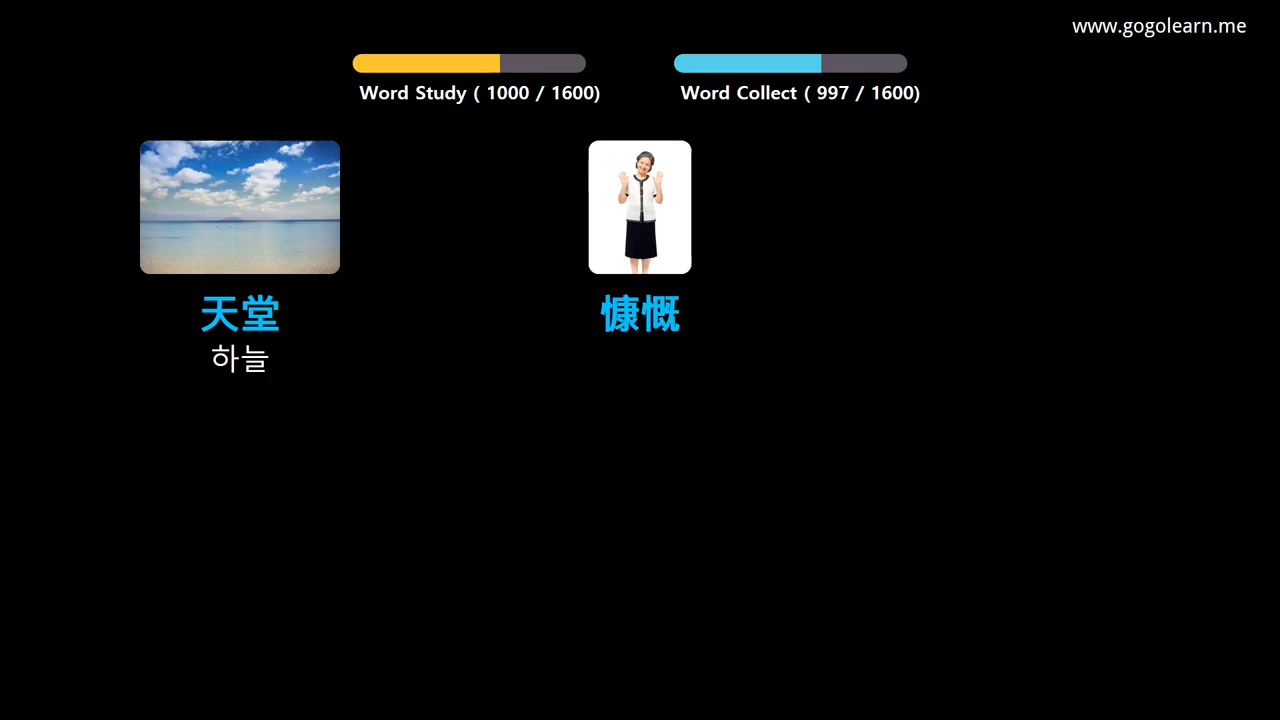 www.gogolearn.me
Word Study ( 1000 / 1600)
Word Collect ( 997 / 1600)
天堂
하늘
慷慨